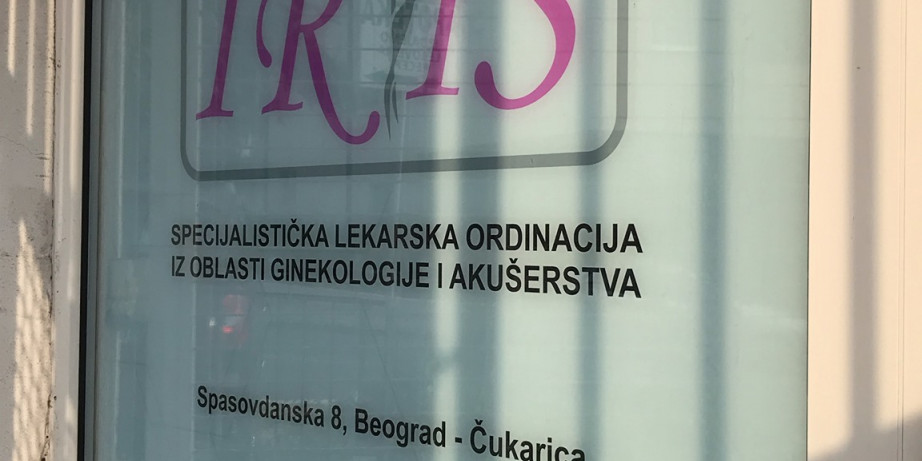 IRIS
SPECIJALISTIČKA LEKARSKA ORDINACIJA
IZ OBLASTI GINEKOLOGIJE I AKUŠERSTVA
Spasovdanska 8, Beograd - Čukarica